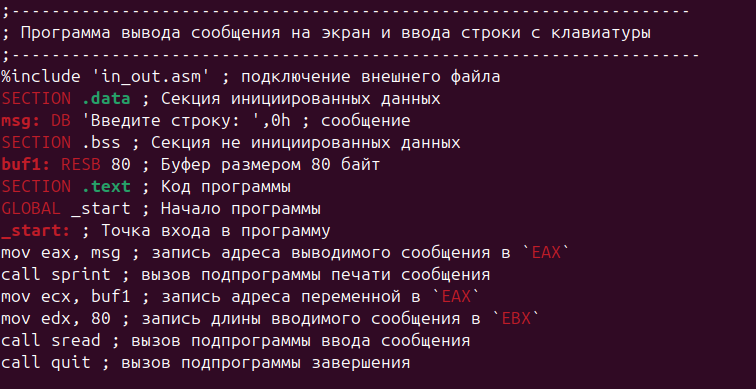 ;---------------------------------------------------------------
; Программа вывода сообщения на экран и ввода строки с клавиатуры
;----------------------------------------------------------------
%include 'in_out.asm' ; подключение внешнего файла
SECTION .data ; Секция инициированных данных
msg: DB 'Введите строку: ',0h ; сообщение
SECTION .bss ; Секция не инициированных данных
buf1: RESB 80 ; Буфер размером 80 байт
SECTION .text ; Код программы
GLOBAL _start ; Начало программы
_start: ; Точка входа в программу
mov eax, msg ; запись адреса выводимого сообщения в `EAX`
call sprint ; вызов подпрограммы печати сообщения
mov ecx, buf1 ; запись адреса переменной в `EAX`
mov edx, 80 ; запись длины вводимого сообщения в `EBX`
call sread ; вызов подпрограммы ввода сообщения
call quit ; вызов подпрограммы завершения